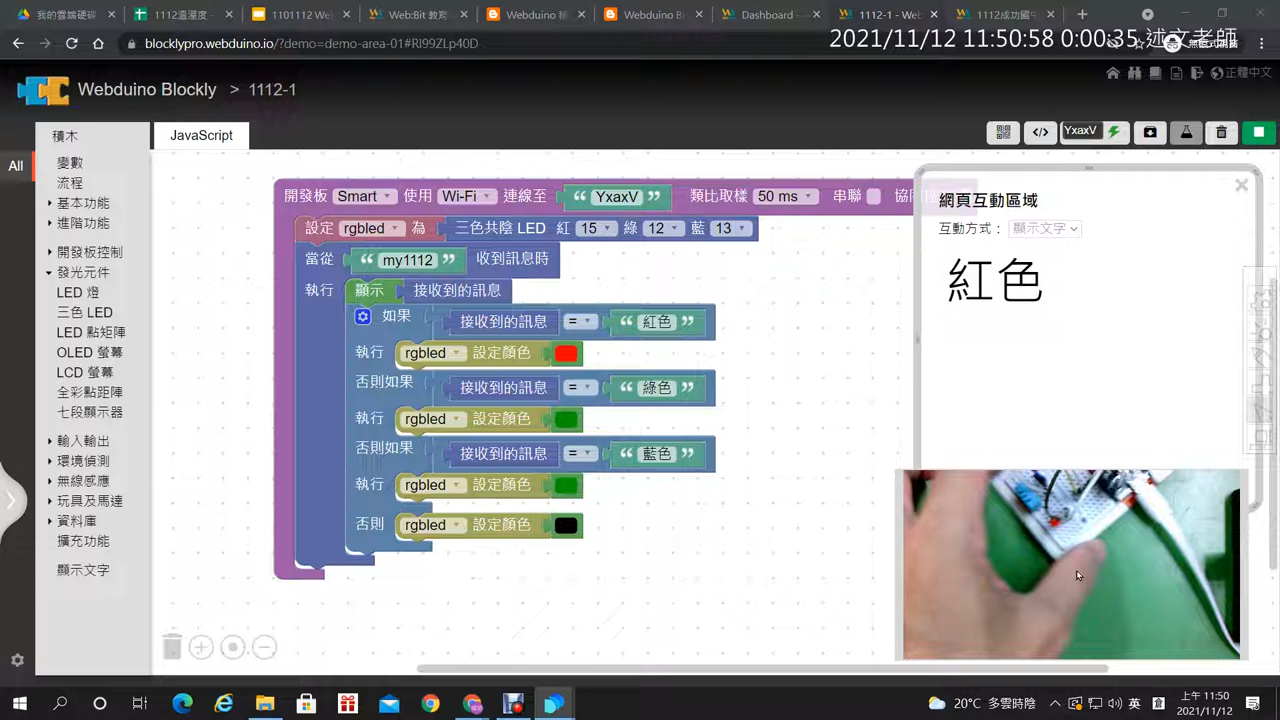 我的雲端硬碟
1112溫溼度 -
1101112 We
Web:Bit 教育
Webduino
Webduino Bl
Dashboard –
1112-1 - Web
1112成功國中
blocklypro.webduino.io/?demo=demo-area-01#Rl99ZLp40D
2021/11/12 11:50:58 0:00:35 述文老師
Webduino Blockly > 1112-1
正體中文
積木
JavaScript
YxaxV
All
變數
流程
基本功能
進階功能
開發板控制
發光元件
LED 燈
三色 LED
LED 點矩陣
OLED 螢幕
LCD 螢幕
全彩點距陣
七段顯示器
輸入輸出
環境偵測
無線感應
玩具及馬達
資料庫
擴充功能
顯示文字
開發板 Smart 使用 Wi-Fi 連線至 “ YxaxV ” 類比取樣 50 ms 串聯
設定 rgbled 為 三色共陰 LED 紅 15 綠 12 藍 13
當從 “ my1112 ” 收到訊息時
執行 顯示 接收到的訊息
如果 接收到的訊息 = “ 紅色 ”
執行 rgbled 設定顏色
否則如果 接收到的訊息 = “ 綠色 ”
執行 rgbled 設定顏色
否則如果 接收到的訊息 = “ 藍色 ”
執行 rgbled 設定顏色
否則 rgbled 設定顏色
網頁互動區域
互動方式： 顯示文字
紅色
20°C 多雲時陰
英
上午 11:50
2021/11/12